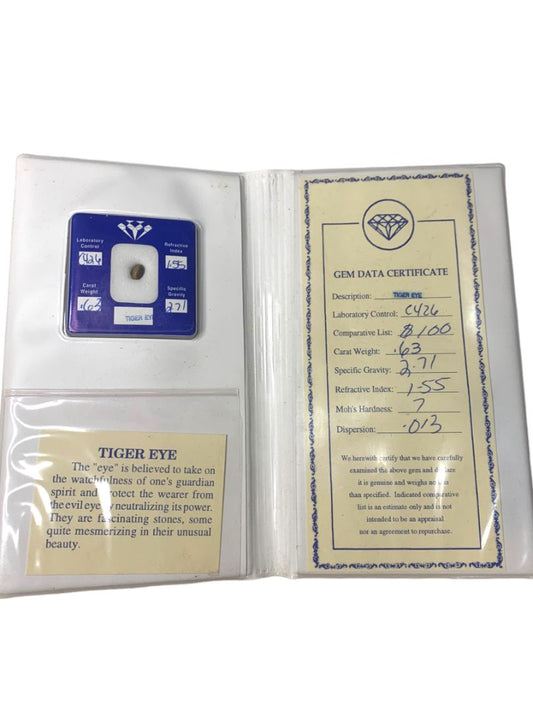 Laboratory
Control
C426
Refractive
Index
1.55
Carat
Weight
.63
Specific
Gravity
2.71
TIGER EYE
TIGER EYE
The "eye" is believed to take on
the watchfulness of one's guardian
spirit and protect the wearer from
the evil eye by neutralizing its power.
They are fascinating stones, some
quite mesmerizing in their unusual
beauty.
GEM DATA CERTIFICATE
Description: TIGER EYE
Laboratory Control: C426
Comparative List: $100
Carat Weight: .63
Specific Gravity: 2.71
Refractive Index: 1.55
Moh's Hardness: 7
Dispersion: .013
We herewith certify that we have carefully
examined the above gem and declare
it is genuine and weighs not less
than specified. Indicated comparative
list is an estimate only and is not
intended to be an appraisal
nor an agreement to repurchase.